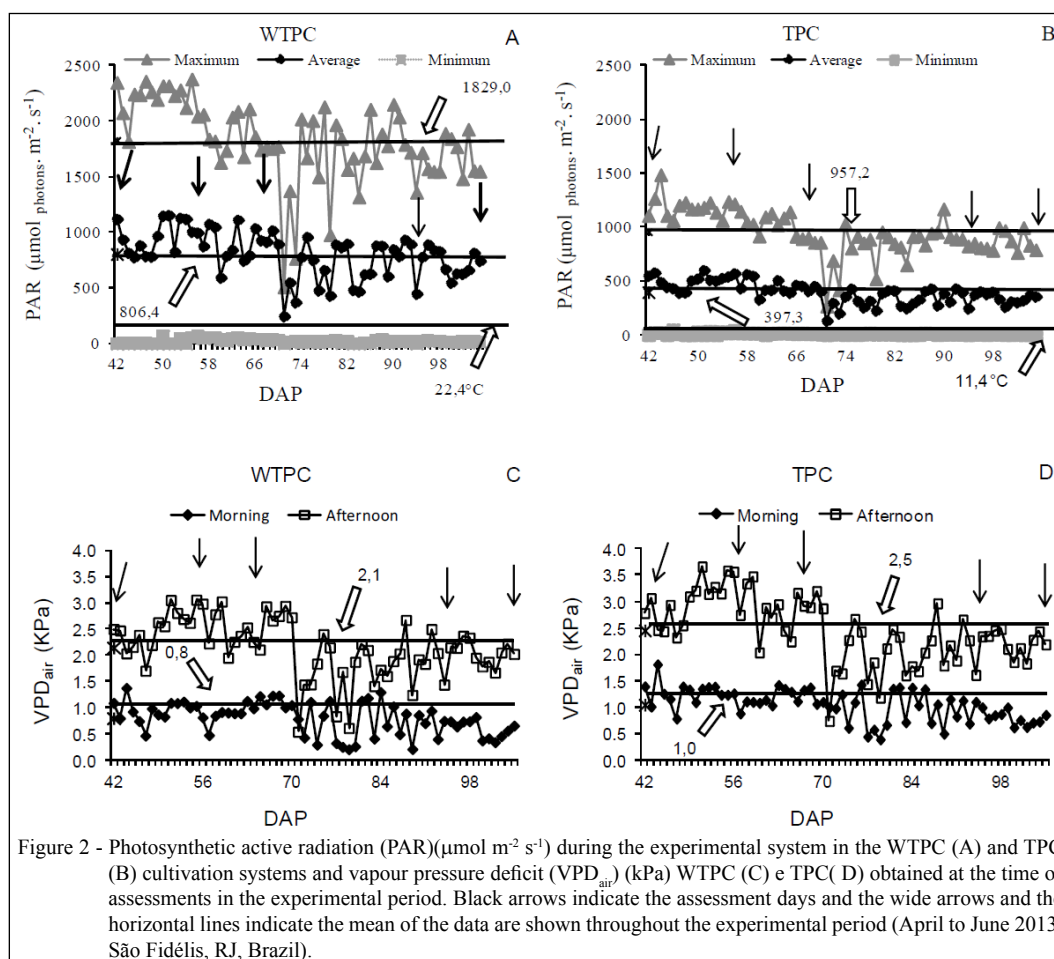 WTPC
A
Maximum Average Minimum
2500
2000
1500
1000
500
0
PAR (µmol photons. m-2. s-1)
1829,0
806,4
22,4°C
42 50 58 66 74 82 90 98
DAP
TPC
B
Maximum Average Minimum
2500
2000
1500
1000
500
0
PAR (µmol photons. m-2. s-1)
957,2
397,3
11,4°C
42 50 58 66 74 82 90 98
DAP
WTPC
C
Morning Afternoon
4.0
3.5
3.0
2.5
2.0
1.5
1.0
0.5
0.0
VPDair (KPa)
2,1
0,8
42 56 70 84 98
DAP
TPC
D
Morning Afternoon
4.0
3.5
3.0
2.5
2.0
1.5
1.0
0.5
0.0
VPDair (KPa)
2,5
1,0
42 56 70 84 98
DAP
Figure 2 - Photosynthetic active radiation (PAR)(µmol m-2 s-1) during the experimental system in the WTPC (A) and TPC
(B) cultivation systems and vapour pressure deficit (VPDair) (kPa) WTPC (C) e TPC( D) obtained at the time o
assessments in the experimental period. Black arrows indicate the assessment days and the wide arrows and the
horizontal lines indicate the mean of the data are shown throughout the experimental period (April to June 2013
São Fidélis, RJ, Brazil).